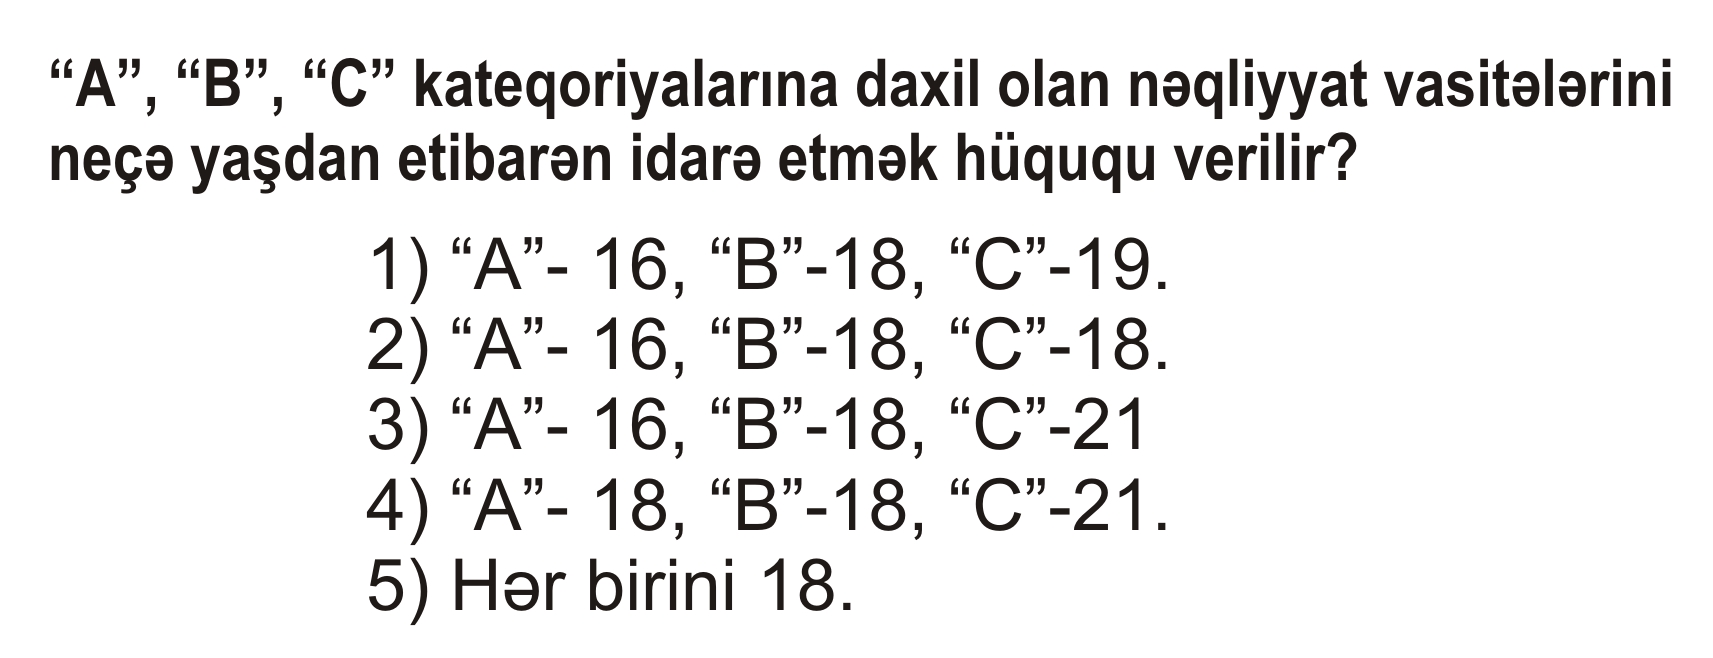 “A”, “B”, “C” kateqoriyalarına daxil olan nəqliyyat vasitələrini
neçə yaşdan etibarən idarə etmək hüququ verilir?
1) “A”- 16, “B”-18, “C”-19.
2) “A”- 16, “B”-18, “C”-18.
3) “A”- 16, “B”-18, “C”-21
4) “A”- 18, “B”-18, “C”-21.
5) Hər birini 18.